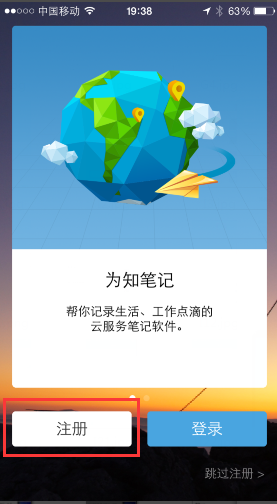 中国移动 19:38 63%
为知笔记
帮你记录生活、工作点滴的
云服务笔记软件。
注册 登录
跳过注册 >